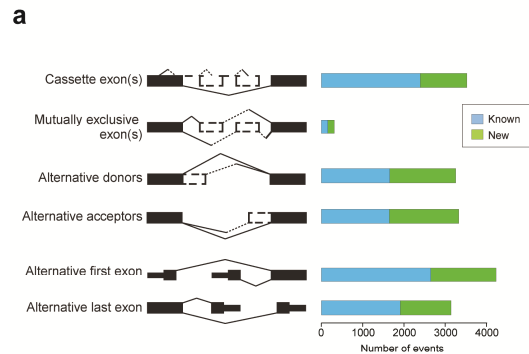 a
Cassette exon(s)
Mutually exclusive
exon(s)
Known
New
Alternative donors
Alternative acceptors
Alternative first exon
Alternative last exon
0 1000 2000 3000 4000
Number of events